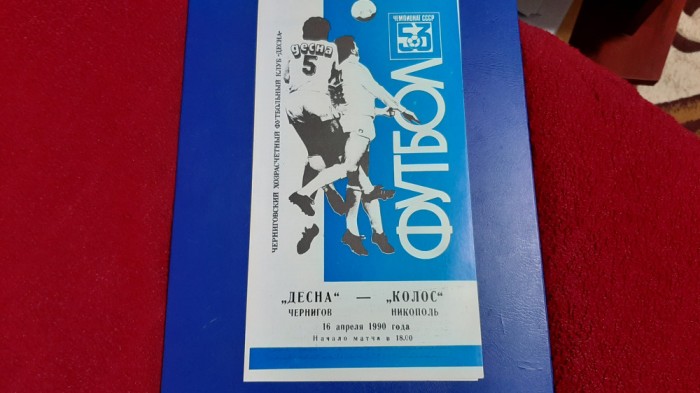 ЧЕМПИОНАТ СССР
53
десна
5
ЧЕРНИГОВСКИЙ ХОЗРАСЧЕТНЫЙ ФУТБОЛЬНЫЙ КЛУБ «ДЕСНА»
ФУТБОЛ
„ДЕСНА“ — „КОЛОС“
ЧЕРНИГОВ НИКОПОЛЬ
16 апреля 1990 года
Начало матча в 18.00